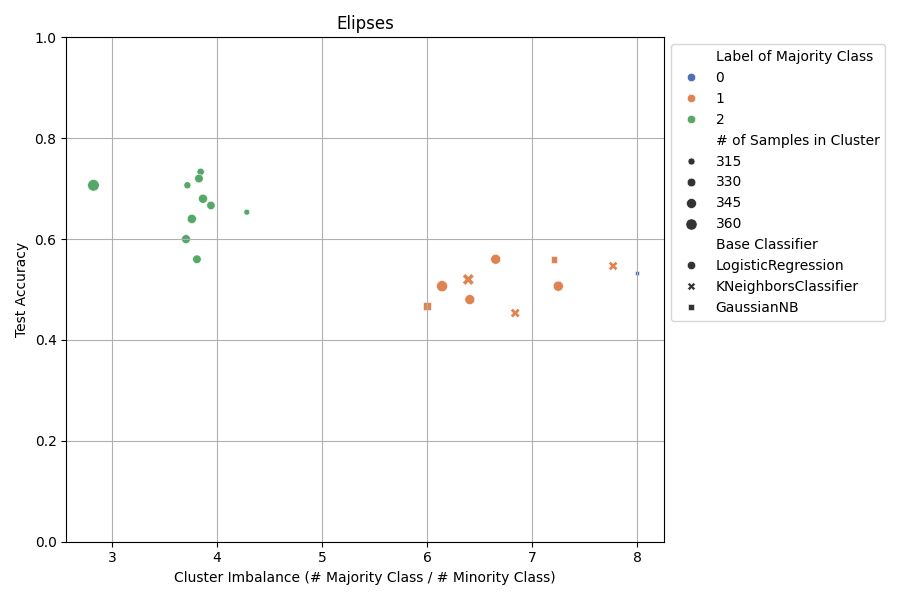 Elipses
1.0
0.8
0.6
0.4
0.2
0.0
Test Accuracy
3 4 5 6 7 8
Cluster Imbalance (# Majority Class / # Minority Class)
Label of Majority Class
0
1
2
# of Samples in Cluster
315
330
345
360
Base Classifier
LogisticRegression
KNeighborsClassifier
GaussianNB